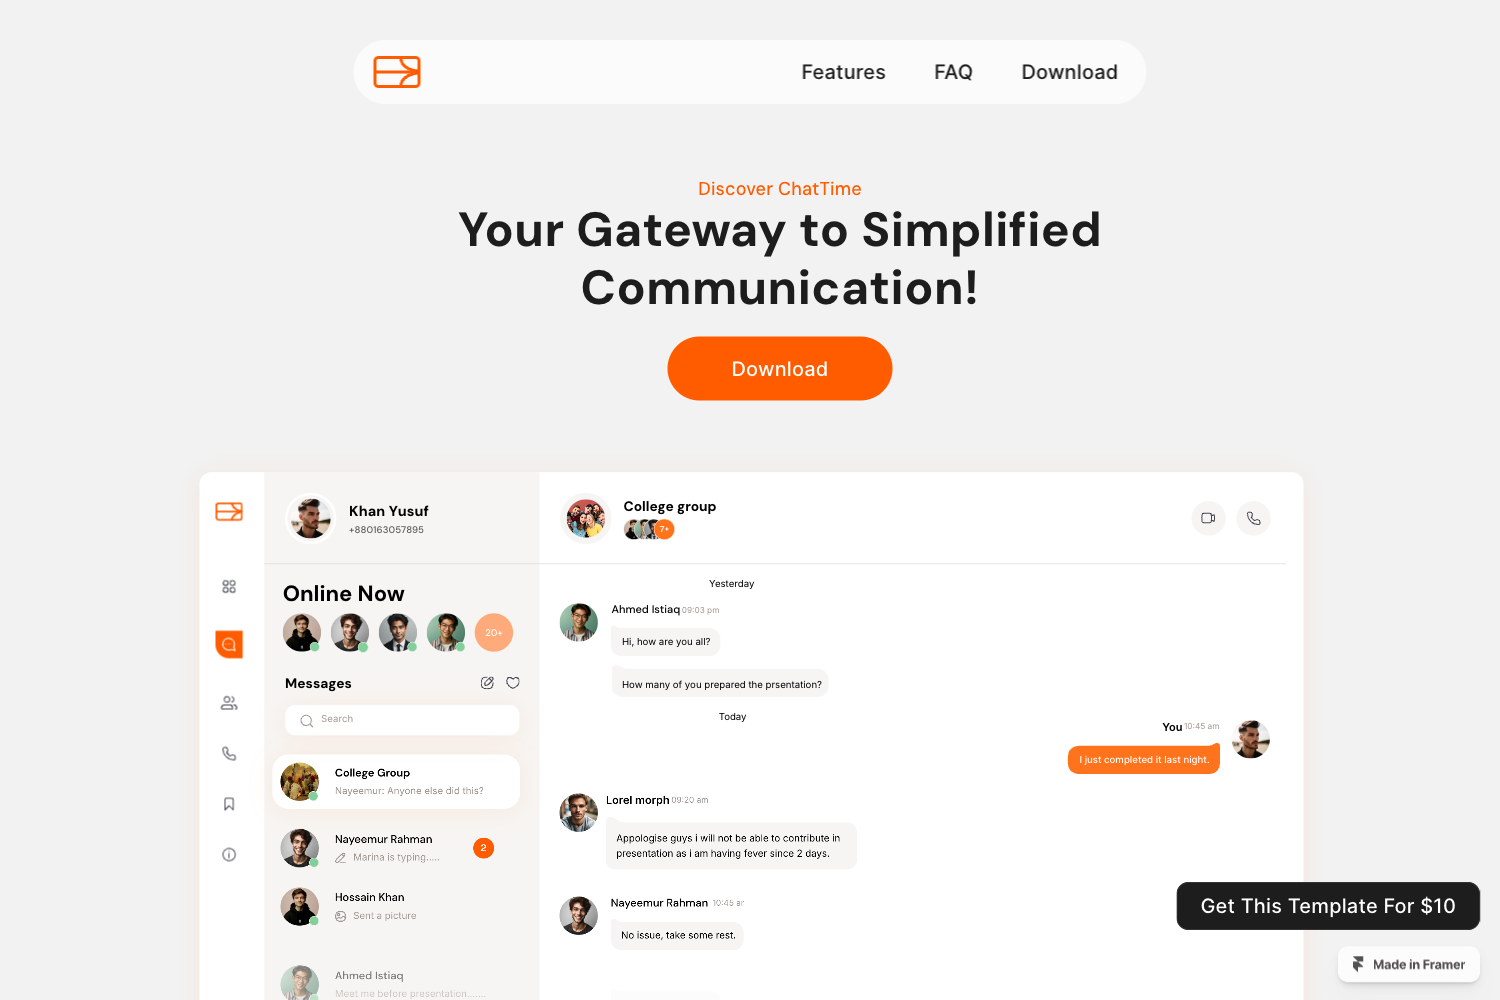 Features FAQ Download
Discover ChatTime
Your Gateway to Simplified
Communication!
Download
Khan Yusuf
+880163057895
College group
7+
Online Now
20+
Messages
Search
College Group
Nayeemur: Anyone else did this?
Nayeemur Rahman
Marina is typing.....
2
Hossain Khan
Sent a picture
Ahmed Istiaq
Meet me before presentation......
Yesterday
Ahmed Istiaq 09:03 pm
Hi, how are you all?
How many of you prepared the prsentation?
Today
You 10:45 am
I just completed it last night.
Lorel morph 09:20 am
Appologise guys i will not be able to contribute in
presentation as i am having fever since 2 days.
Nayeemur Rahman 10:45 ar
No issue, take some rest.
Get This Template For $10
Made in Framer